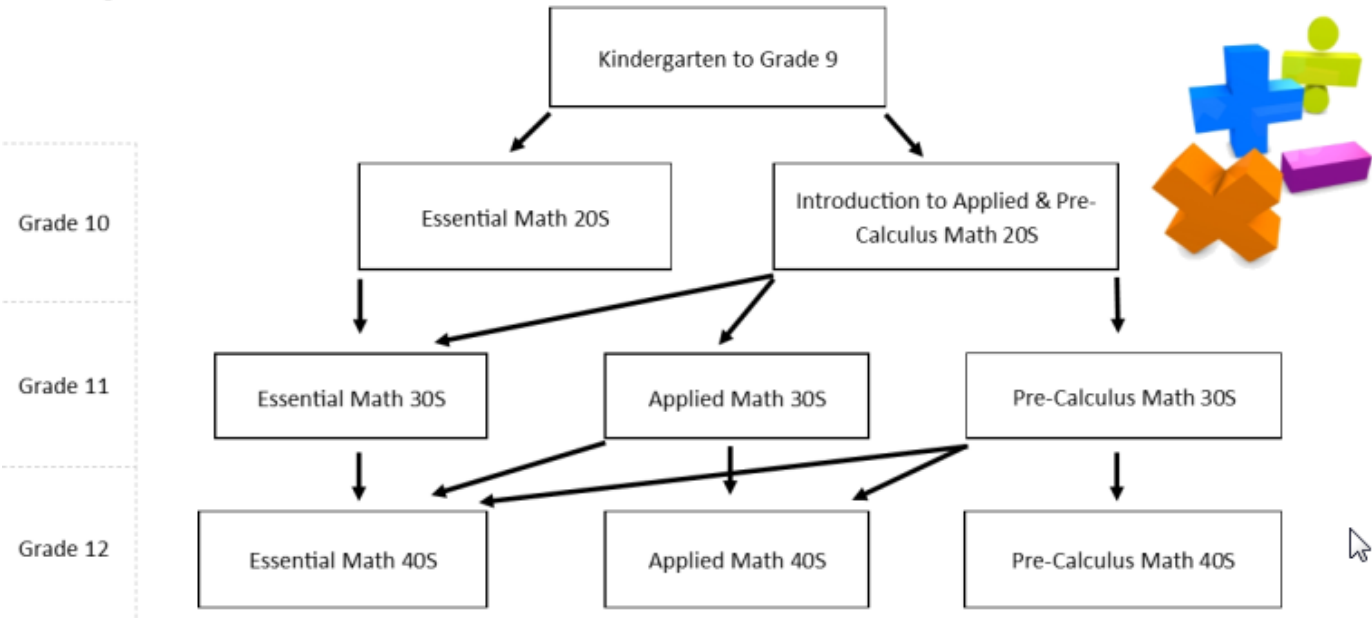 Kindergarten to Grade 9
Grade 10
Essential Math 20S
Introduction to Applied & Pre-
Calculus Math 20S
Grade 11
Essential Math 30S
Applied Math 30S
Pre-Calculus Math 30S
Grade 12
Essential Math 40S
Applied Math 40S
Pre-Calculus Math 40S